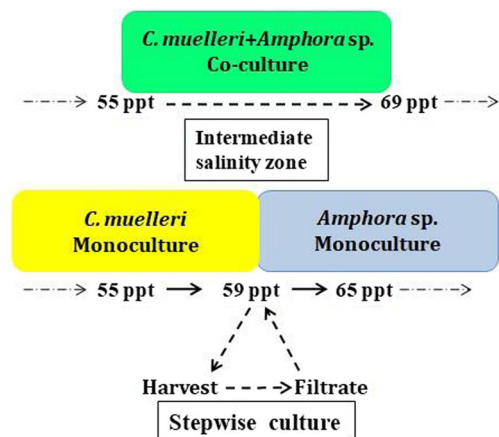 C. muelleri+Amphora sp.
Co-culture
55 ppt 69 ppt
Intermediate
salinity zone
C. muelleri
Monoculture
Amphora sp.
Monoculture
55 ppt 59 ppt 65 ppt
Harvest Filtrate
Stepwise culture